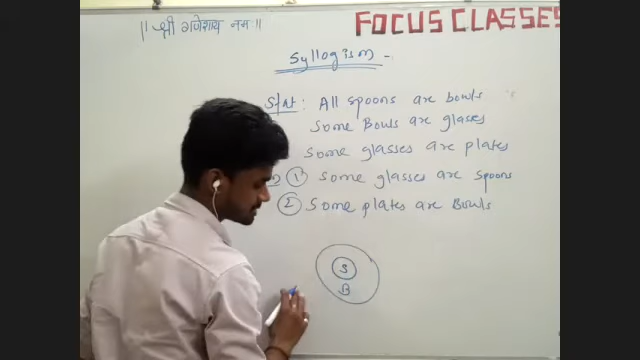 || श्री गणेशाय नमः ||
FOCUS CLASSES
Syllogism -
: All spoons are bowls
Some Bowls are glasses
Some glasses are plates
① Some glasses are spoons
② Some plates are Bowls
S
B